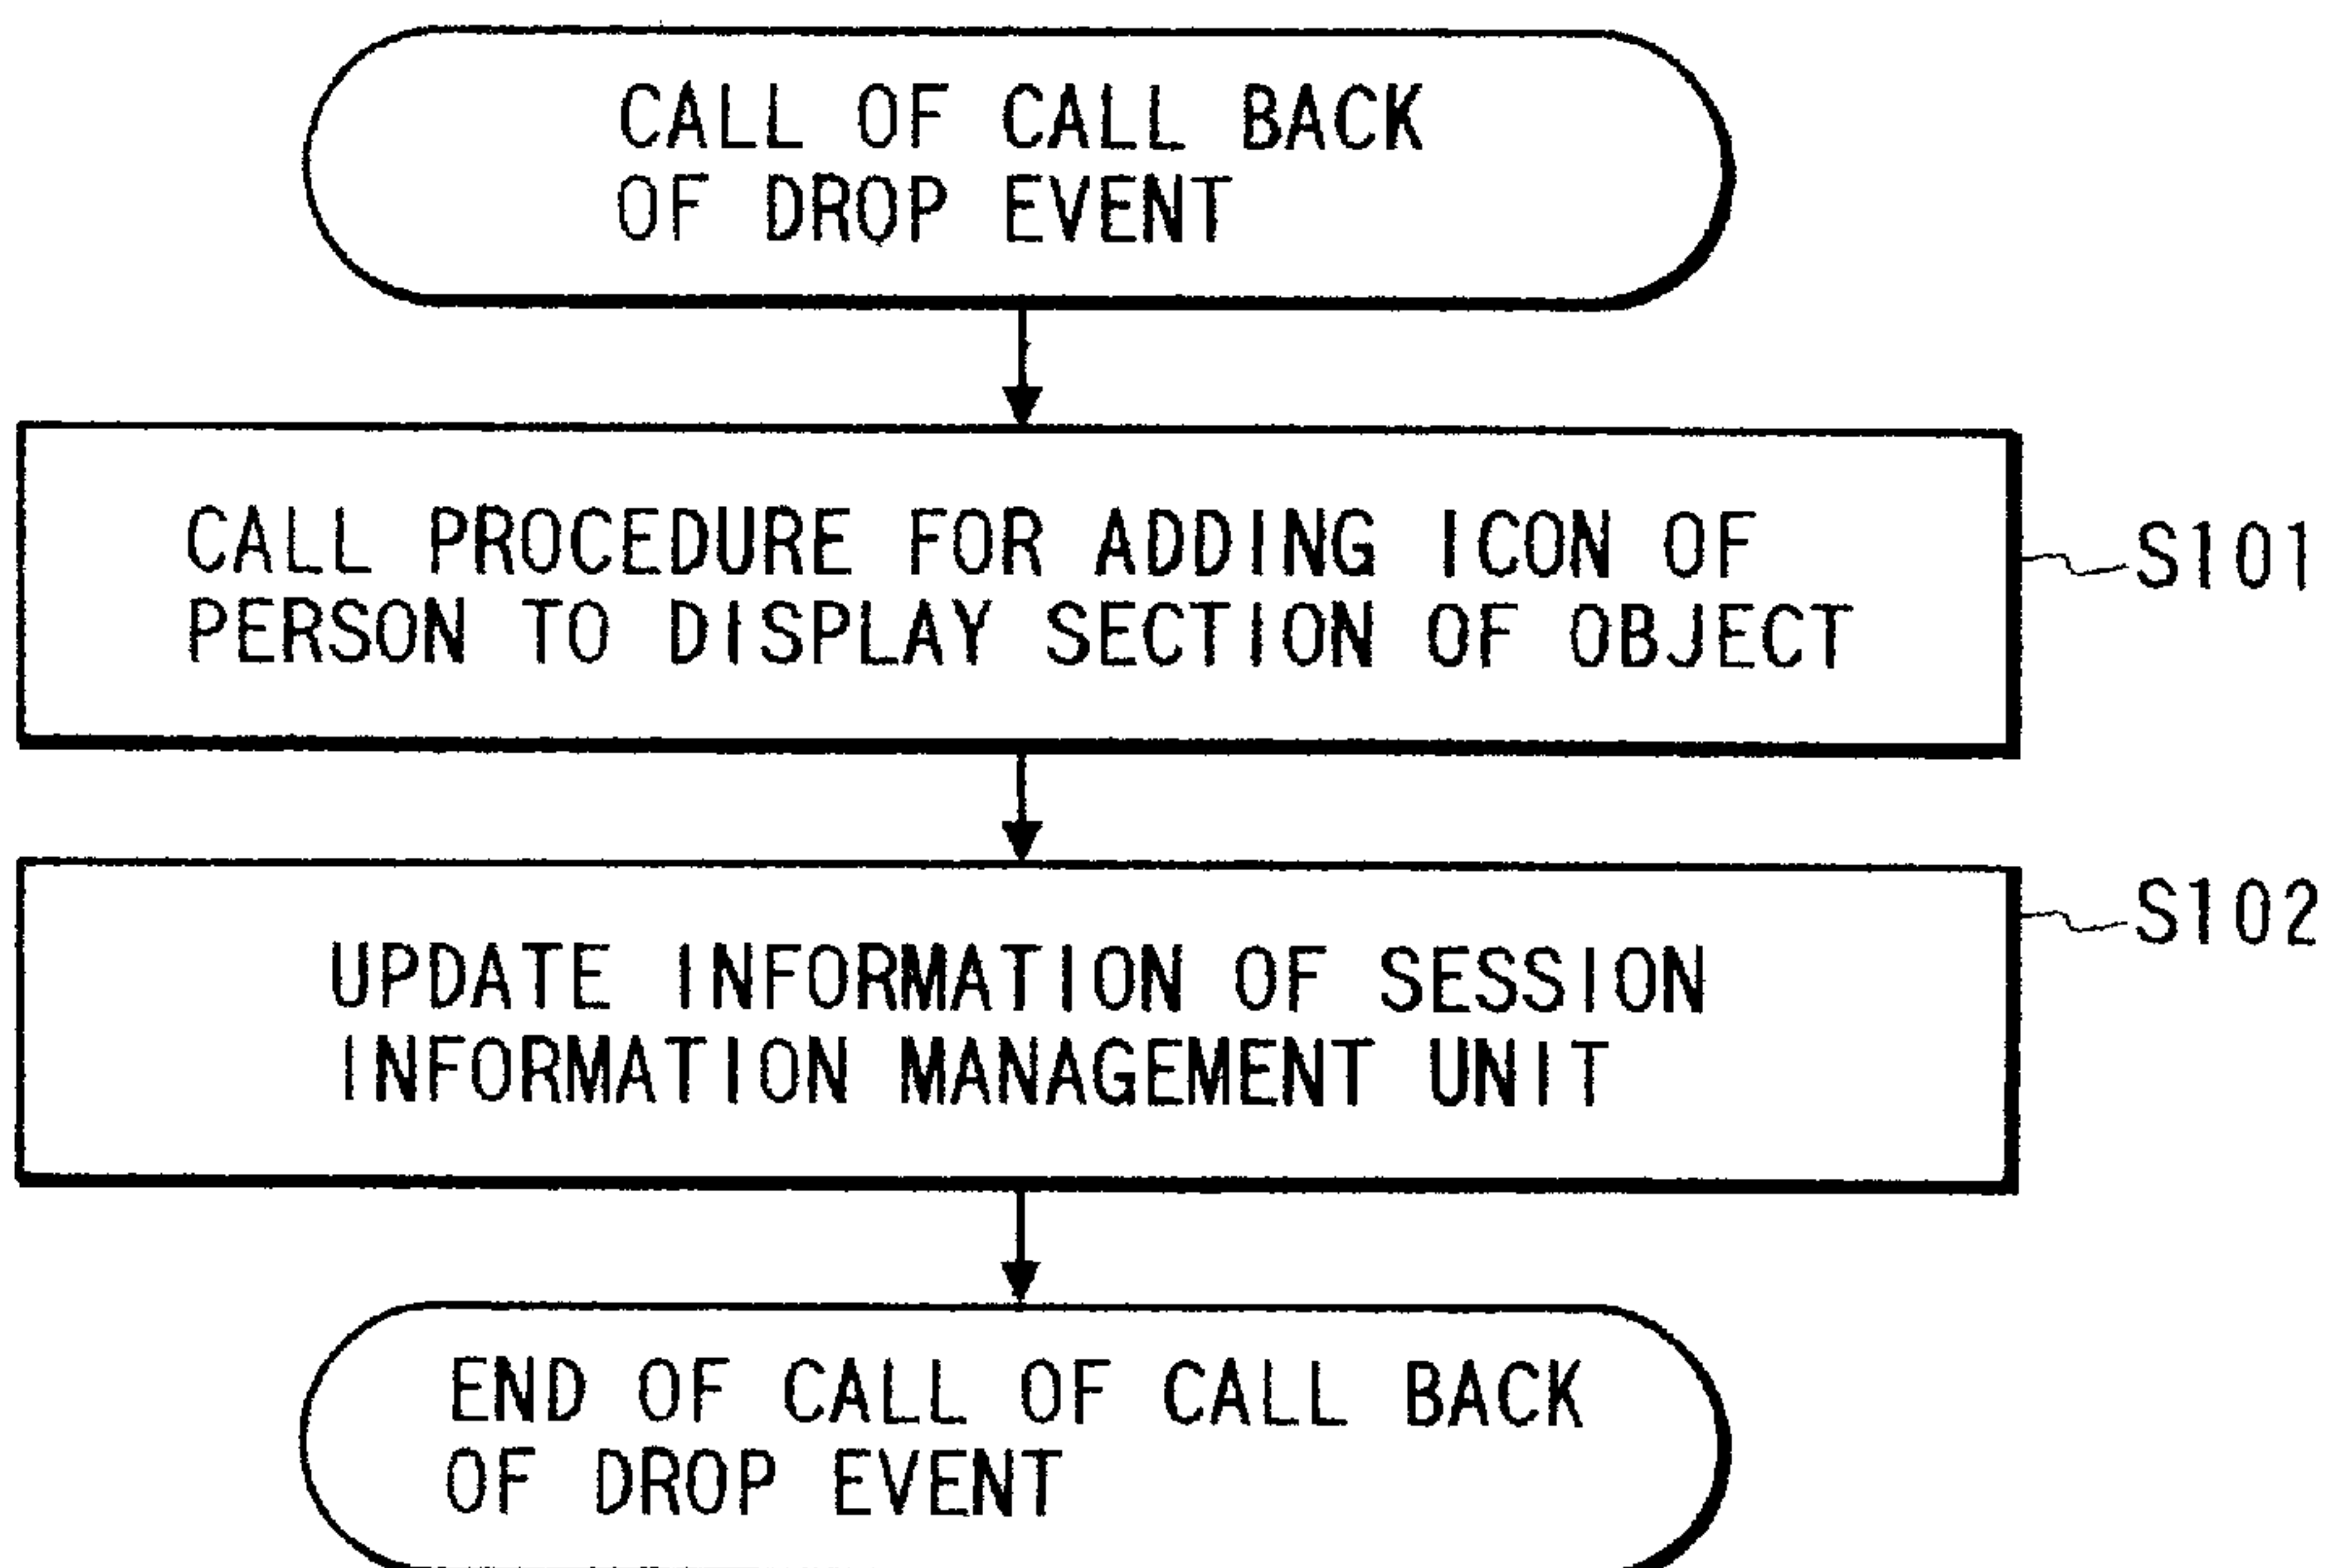 CALL OF CALL BACK
OF DROP EVENT
CALL PROCEDURE FOR ADDING ICON OF
PERSON TO DISPLAY SECTION OF OBJECT
S101
UPDATE INFORMATION OF SESSION
INFORMATION MANAGEMENT UNIT
S102
END OF CALL OF CALL BACK
OF DROP EVENT